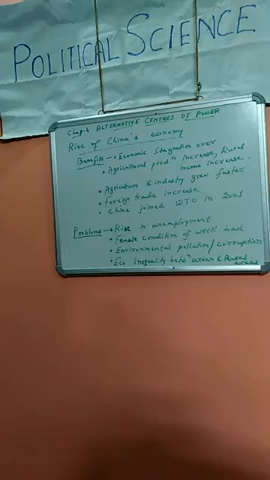 POLITICAL SCIENCE
Chap:4 ALTERNATIVE CENTRES OF POWER
Rise of China's economy
Benefits → • Economic Stagnation over
• Agricultural predⁿ increase, Rural income increase.
• Agriculture & industry grew faster
• Foreign trade increase
• China joined WTO in 2001
Problems → • Rise in unemployment
• Female condition of work bad
• Environmental pollution/corruption
• Eco inequality betⁿ urban & Rural